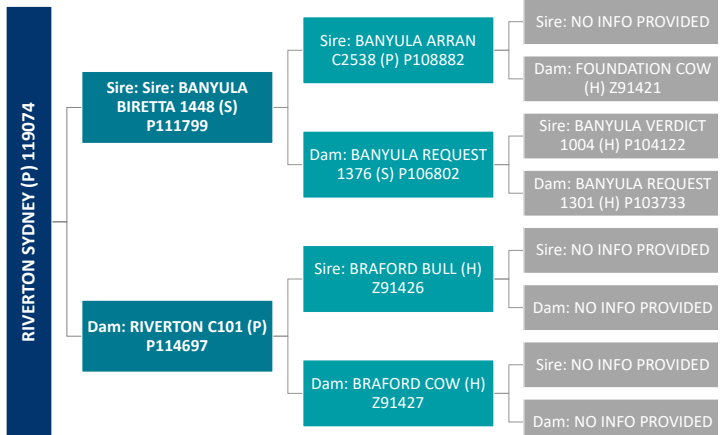 RIVERTON SYDNEY (P) 119074
Sire: Sire: BANYULA
BIRETTA 1448 (S)
P111799
Dam: RIVERTON C101 (P)
P114697
Sire: BANYULA ARRAN
C2538 (P) P108882
Dam: BANYULA REQUEST
1376 (S) P106802
Sire: BRAFORD BULL (H)
Z91426
Dam: BRAFORD COW (H)
Z91427
Sire: NO INFO PROVIDED
Dam: FOUNDATION COW
(H) Z91421
Sire: BANYULA VERDICT
1004 (H) P104122
Dam: BANYULA REQUEST
1301 (H) P103733
Sire: NO INFO PROVIDED
Dam: NO INFO PROVIDED
Sire: NO INFO PROVIDED
Dam: NO INFO PROVIDED